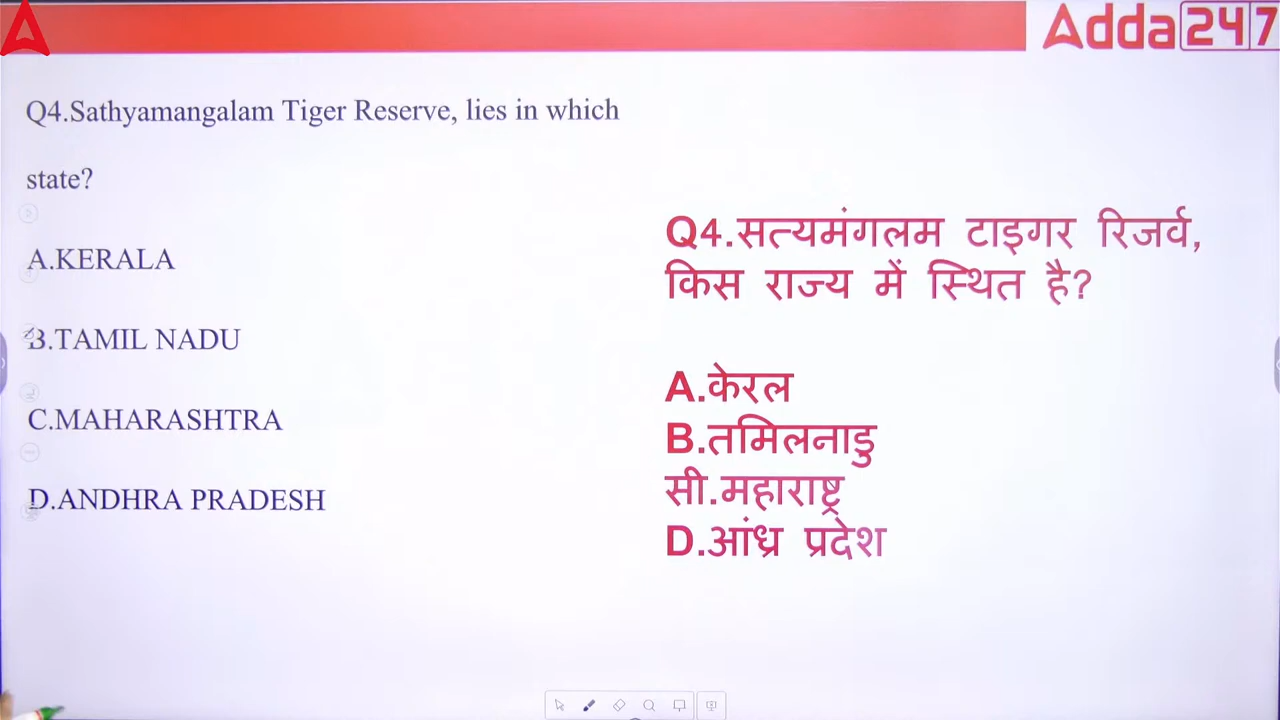 Adda247
Q4.Sathyamangalam Tiger Reserve, lies in which
state?
A.KERALA
B.TAMIL NADU
C.MAHARASHTRA
D.ANDHRA PRADESH
Q4.सत्यमंगलम टाइगर रिजर्व,
किस राज्य में स्थित है?
A.केरल
B.तमिलनाडु
सी.महाराष्ट्र
D.आंध्र प्रदेश